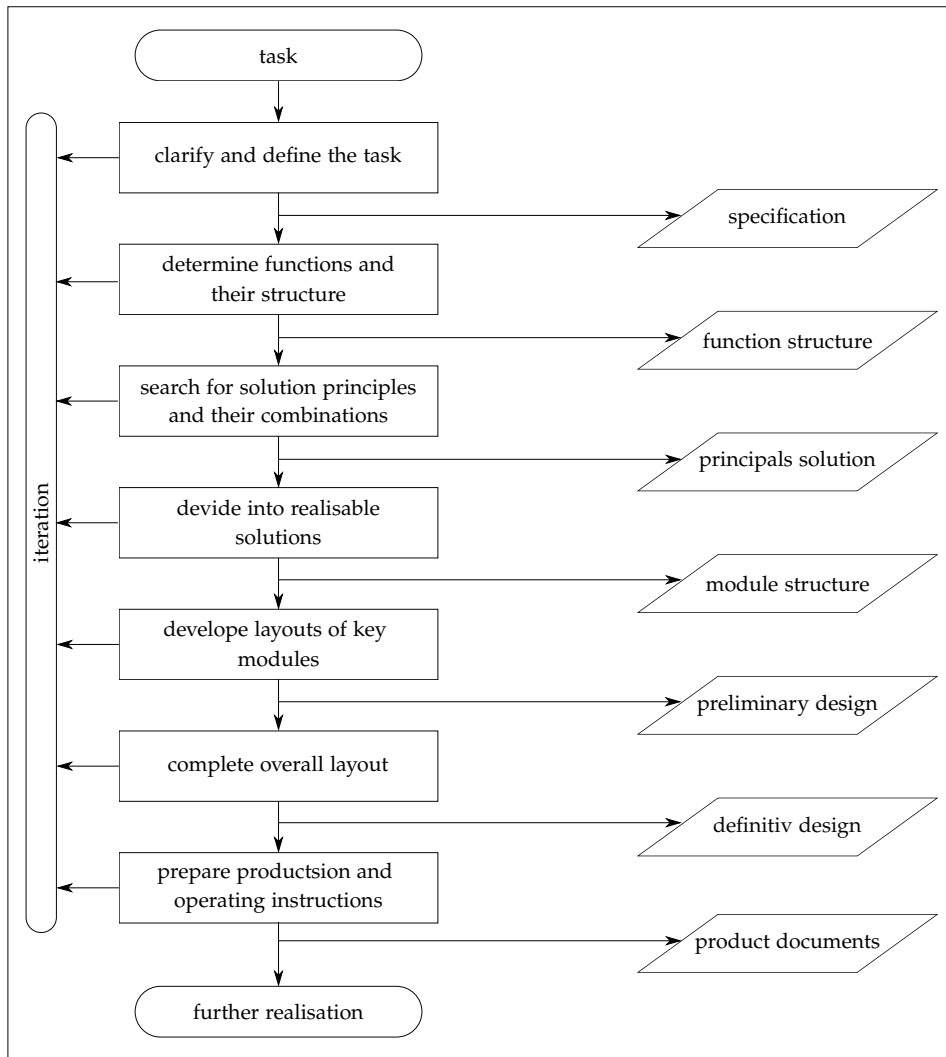 task
clarify and define the task
specification
determine functions and
their structure
function structure
search for solution principles
and their combinations
principals solution
iteration
devide into realisable
solutions
module structure
develope layouts of key
modules
preliminary design
complete overall layout
definitiv design
prepare productsion and
operating instructions
product documents
further realisation